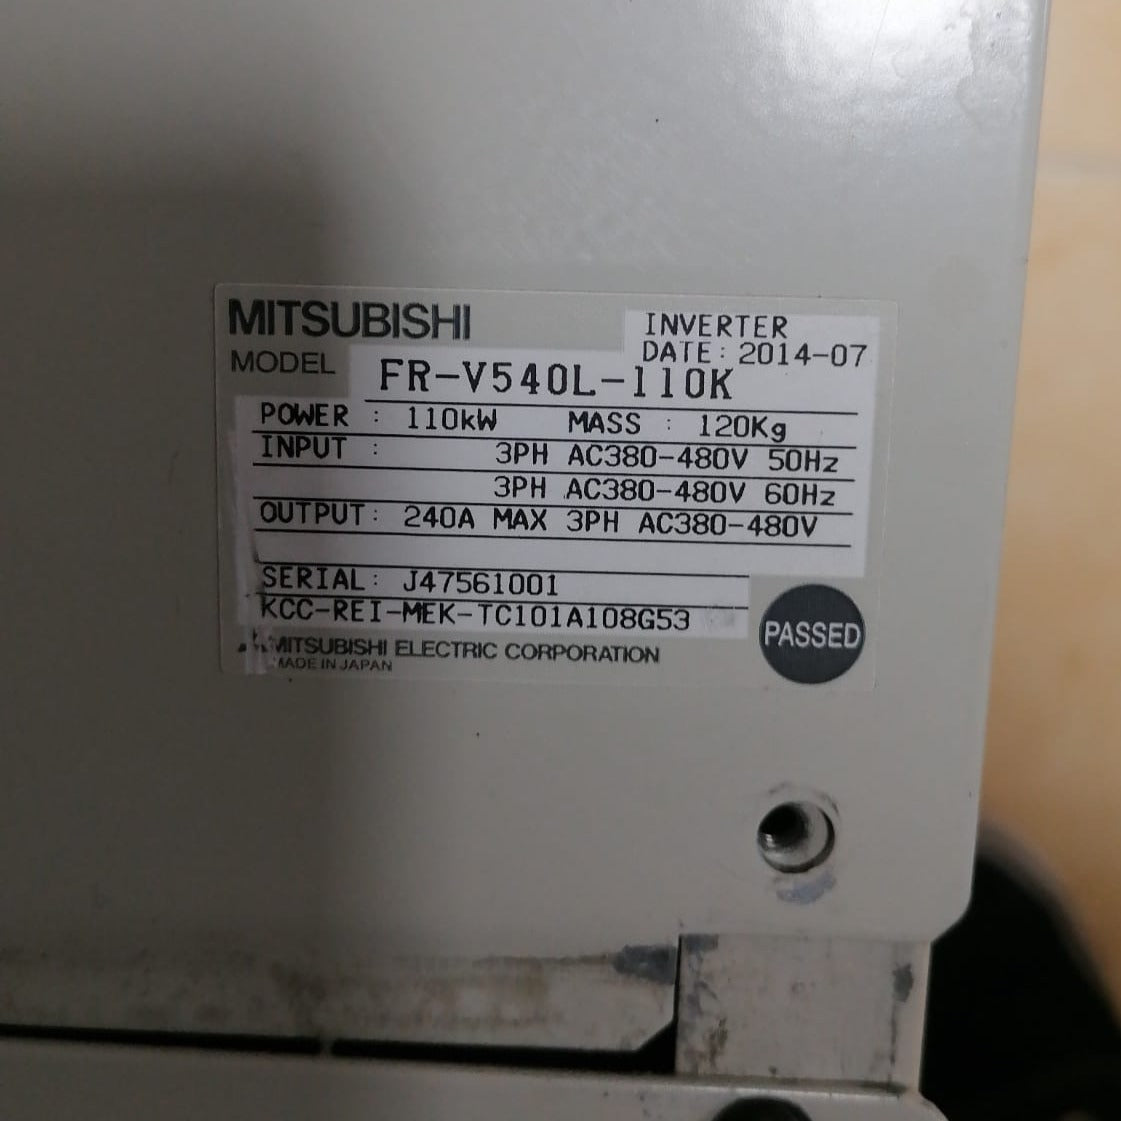 MITSUBISHI
INVERTER
DATE: 2014-07
MODEL FR-V540L-110K
POWER : 110kW MASS : 120Kg
INPUT : 3PH AC380-480V 50Hz
3PH AC380-480V 60Hz
OUTPUT: 240A MAX 3PH AC380-480V
SERIAL: J47561001
KCC-REI-MEK-TC101A108G53
PASSED
MITSUBISHI ELECTRIC CORPORATION
MADE IN JAPAN